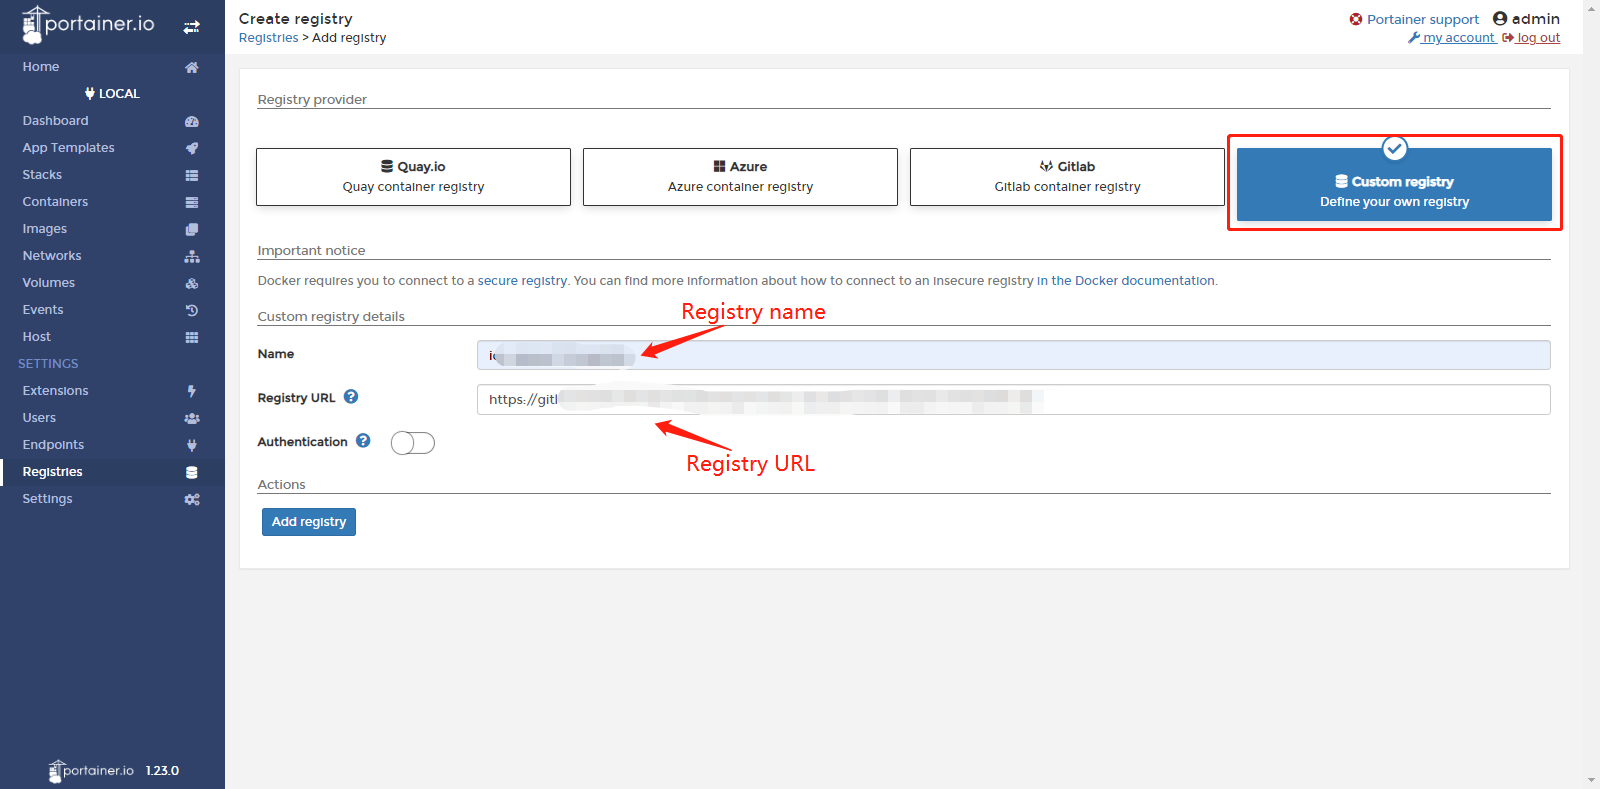 portainer.io
Home
LOCAL
Dashboard
App Templates
Stacks
Containers
Images
Networks
Volumes
Events
Host
SETTINGS
Extensions
Users
Endpoints
Registries
Settings
portainer.io 1.23.0
Create registry
Registries > Add registry
Portainer support admin
my account log out
Registry provider
Quay.io
Quay container registry
Azure
Azure container registry
Gitlab
Gitlab container registry
Custom registry
Define your own registry
Important notice
Docker requires you to connect to a secure registry. You can find more information about how to connect to an insecure registry in the Docker documentation.
Custom registry details
Registry name
Name
Registry URL ? https://gitl
Authentication ?
Registry URL
Actions
Add registry